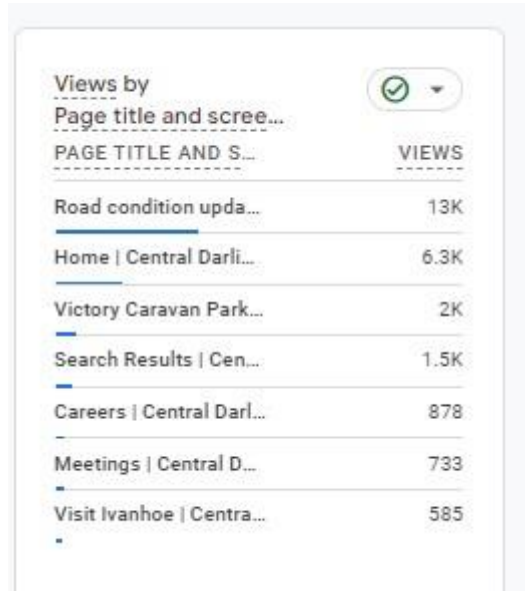 Views by
Page title and scree...
PAGE TITLE AND S... VIEWS
Road condition upda... 13K
Home | Central Darli... 6.3K
Victory Caravan Park... 2K
Search Results | Cen... 1.5K
Careers | Central Darl... 878
Meetings | Central D... 733
Visit Ivanhoe | Centra... 585